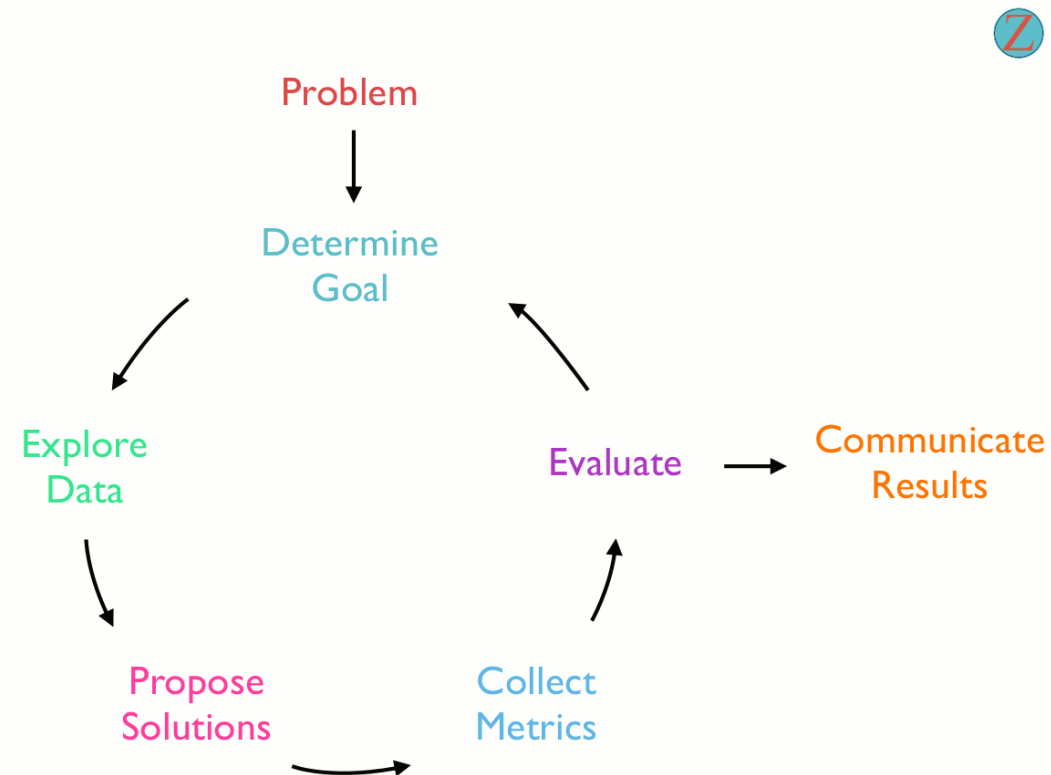 Z
Problem
Determine
Goal
Explore
Data
Evaluate
Communicate
Results
Propose
Solutions
Collect
Metrics